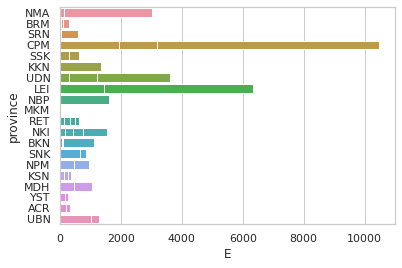 NMA
BRM
SRN
CPM
SSK
KKN
UDN
LEI
NBP
MKM
RET
NKI
BKN
SNK
NPM
KSN
MDH
YST
ACR
UBN
province
0 2000 4000 6000 8000 10000
E